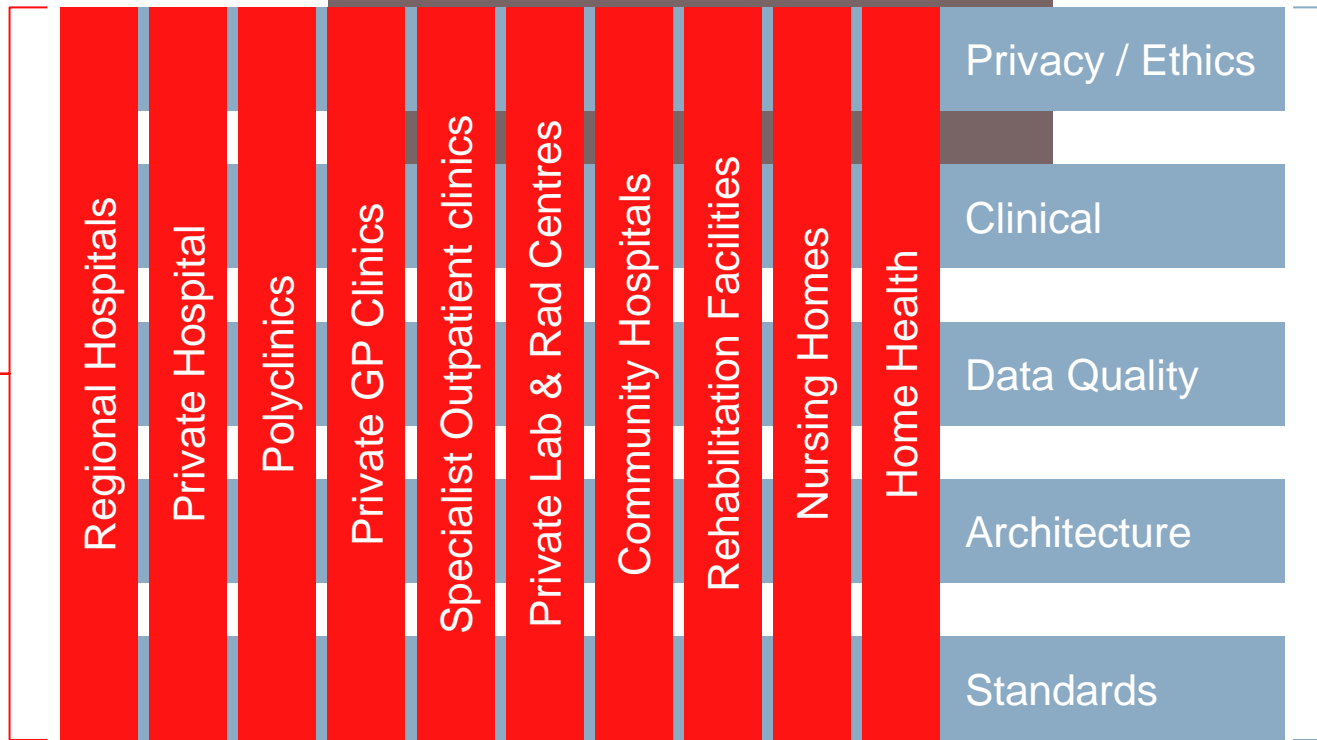 Regional Hospitals
Private Hospital
Polyclinics
Private GP Clinics
Specialist Outpatient clinics
Private Lab & Rad Centres
Community Hospitals
Rehabilitation Facilities
Nursing Homes
Home Health
Privacy / Ethics
Clinical
Data Quality
Architecture
Standards